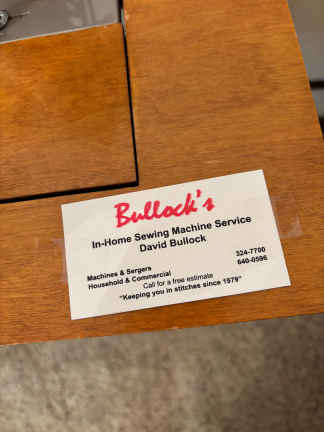 Bullock's
In-Home Sewing Machine Service
David Bullock
324-7700
Machines & Sergers
640-0596
Household & Commercial
Call for a free estimate
"Keeping you in stitches since 1979"